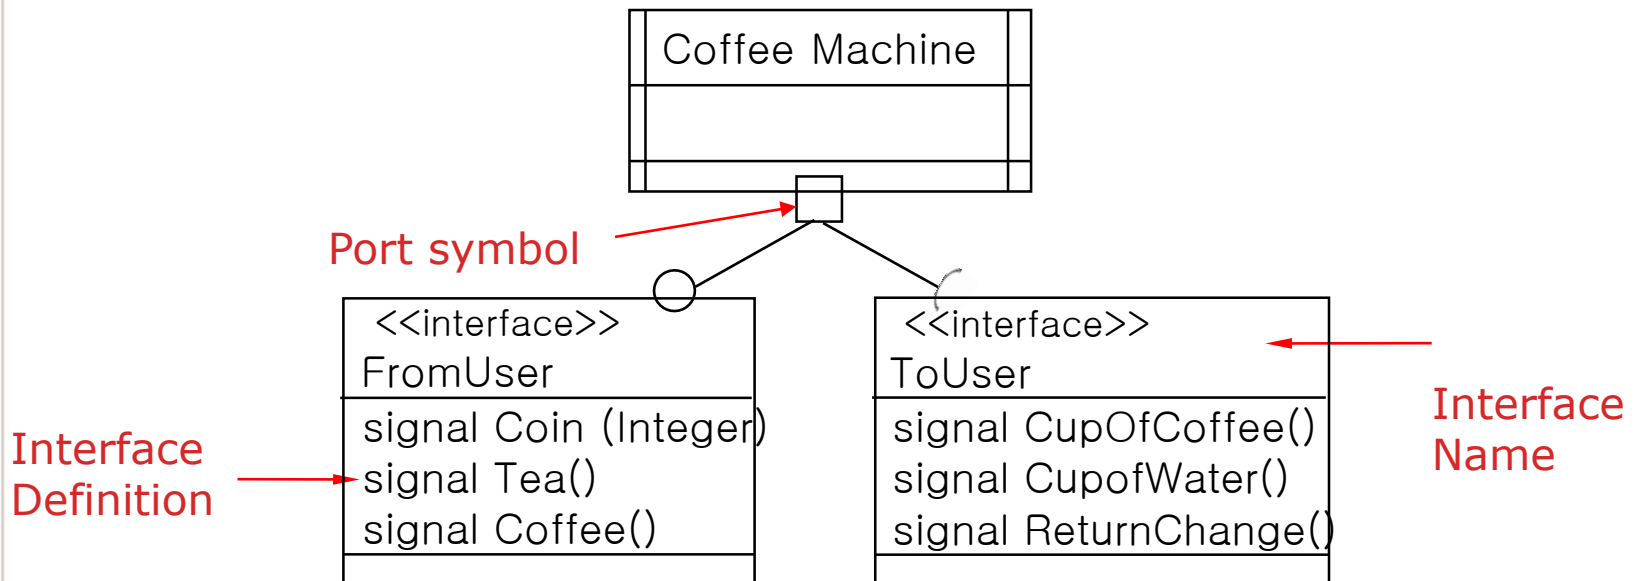 Coffee Machine
Port symbol
<<interface>>
FromUser
signal Coin (Integer)
signal Tea()
signal Coffee()
<<interface>>
ToUser
signal CupOfCoffee()
signal CupofWater()
signal ReturnChange()
Interface
Definition
Interface
Name